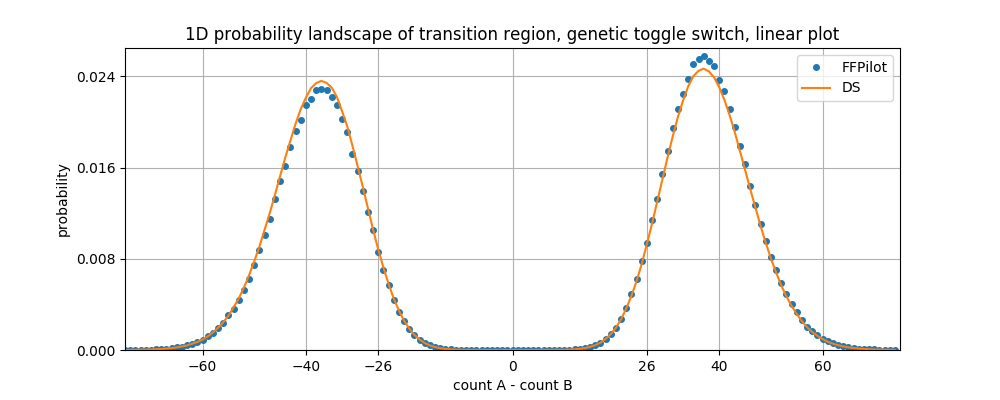 1D probability landscape of transition region, genetic toggle switch, linear plot
FFPilot
DS
probability
0.024
0.016
0.008
0.000
−60
−40
−26
0
26
40
60
count A - count B